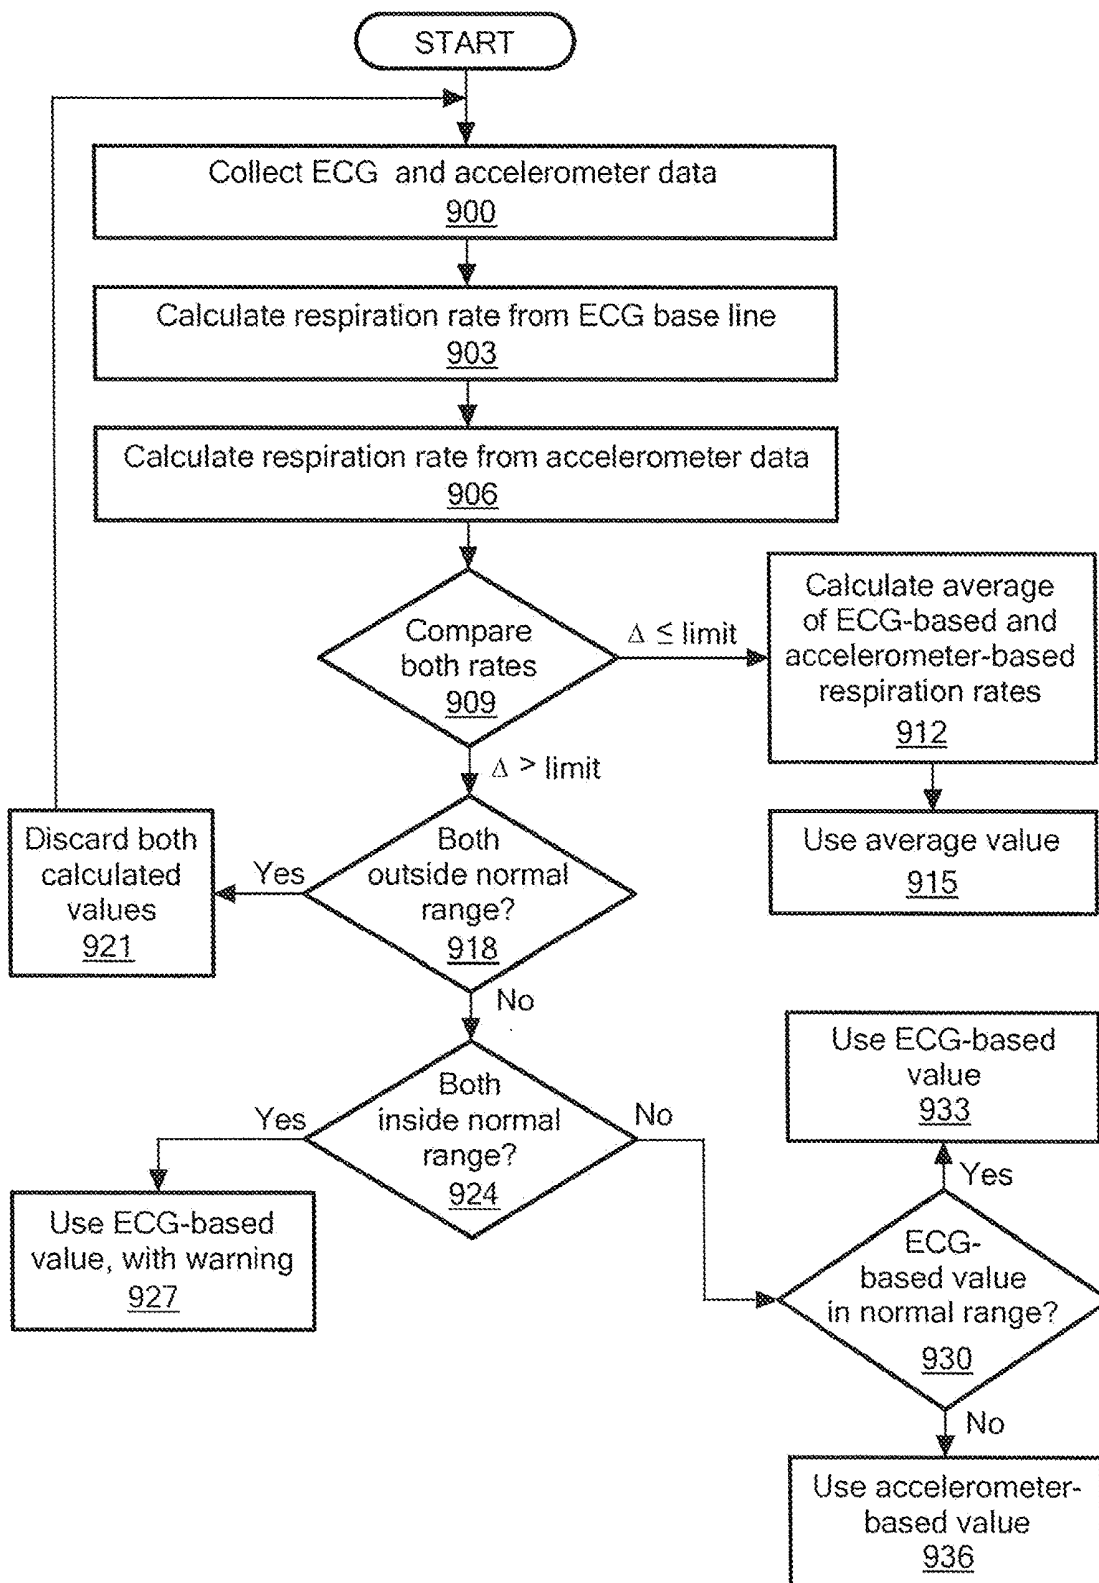 START
Collect ECG and accelerometer data
900
Calculate respiration rate from ECG base line
903
Calculate respiration rate from accelerometer data
906
Compare
both rates
909
Δ ≤ limit
Calculate average
of ECG-based and
accelerometer-based
respiration rates
912
Use average value
915
Δ > limit
Both
outside normal
range?
918
Yes
Discard both
calculated
values
921
No
Both
inside normal
range?
924
Yes
Use ECG-based
value, with warning
927
No
ECG-
based value
in normal range?
930
Yes
Use ECG-based
value
933
No
Use accelerometer-
based value
936